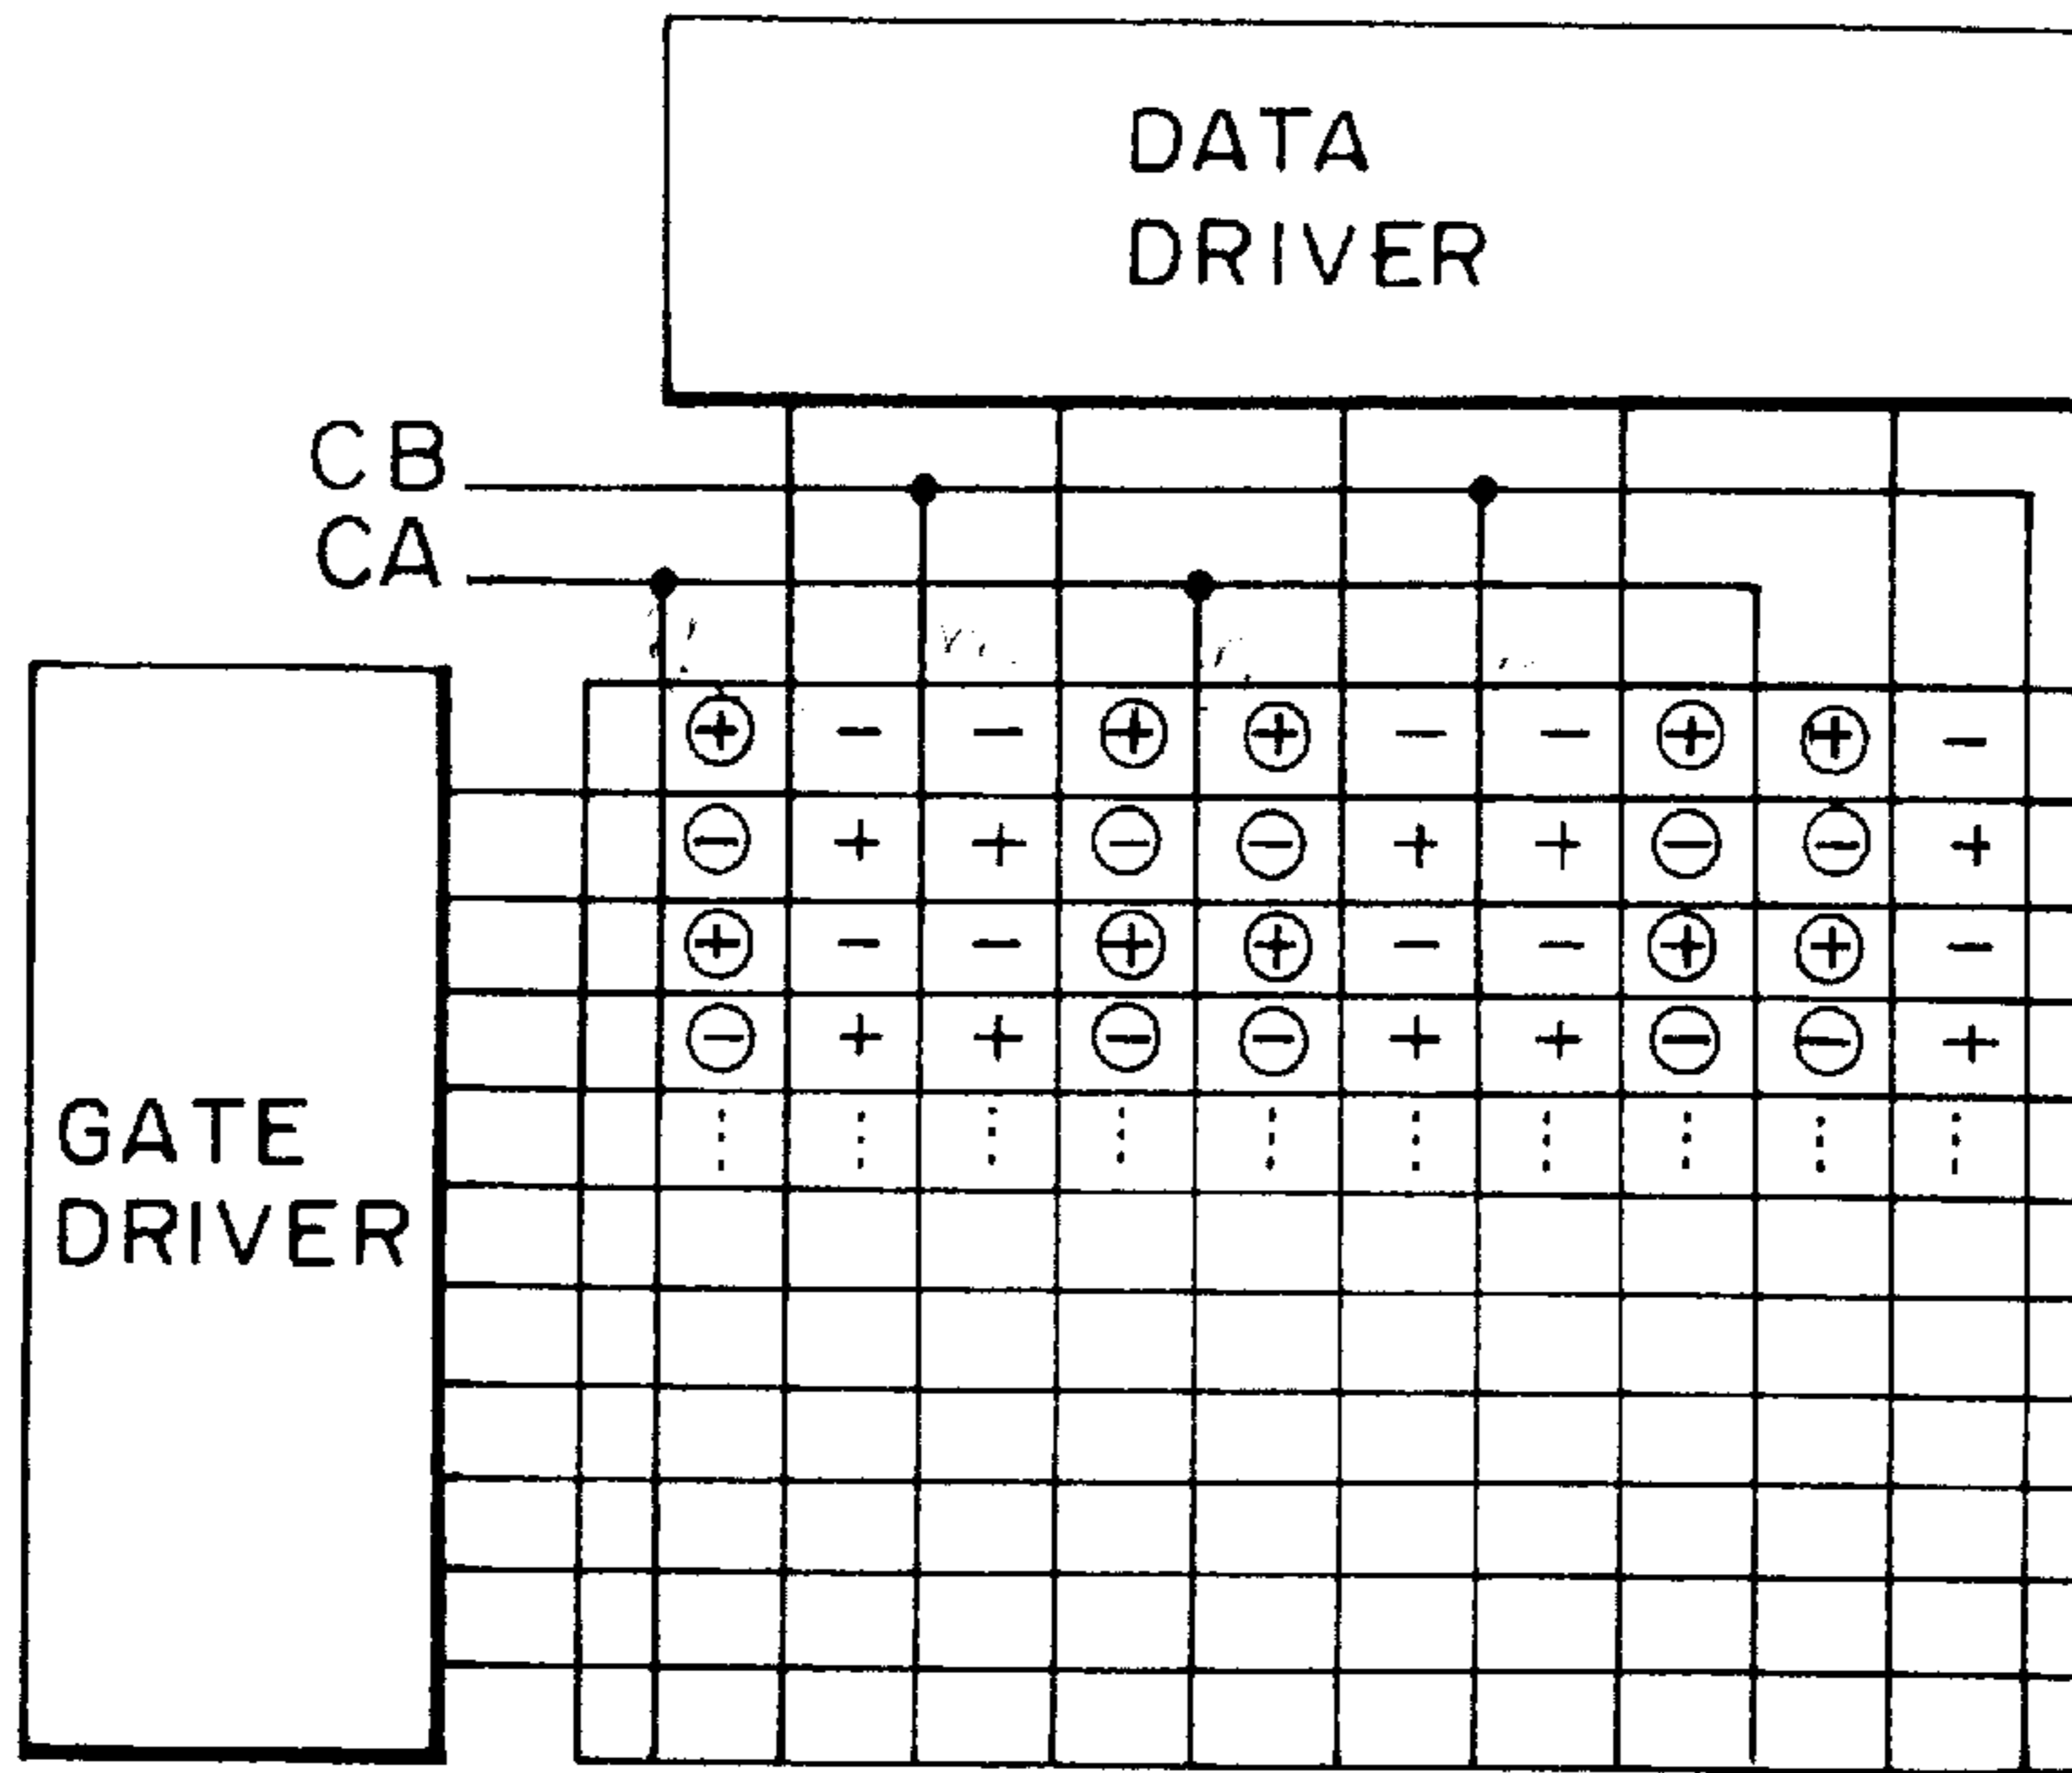 DATA
DRIVER
CB
CA
⊕ − − ⊕ ⊕ − − ⊕ ⊕ −
⊖ + + ⊖ ⊖ + + ⊖ ⊖ +
⊕ − − ⊕ ⊕ − − ⊕ ⊕ −
⊖ + + ⊖ ⊖ + + ⊖ ⊖ +
GATE
DRIVER